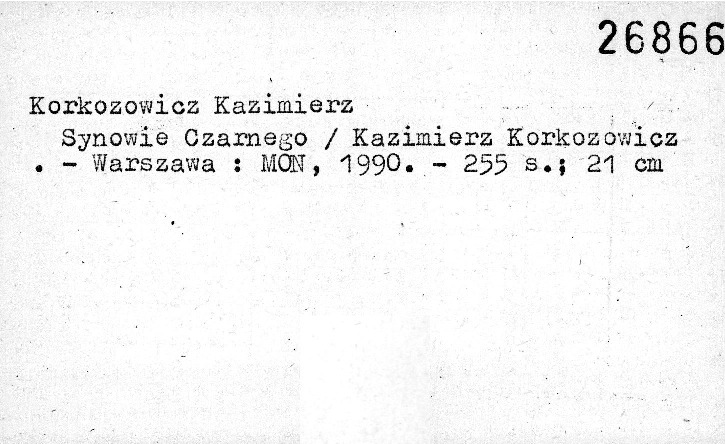 26866
Korkozowicz Kazimierz
Synowie Czarnego / Kazimierz Korkozowicz
. - Warszawa : MON, 1990. - 255 s.; 21 cm